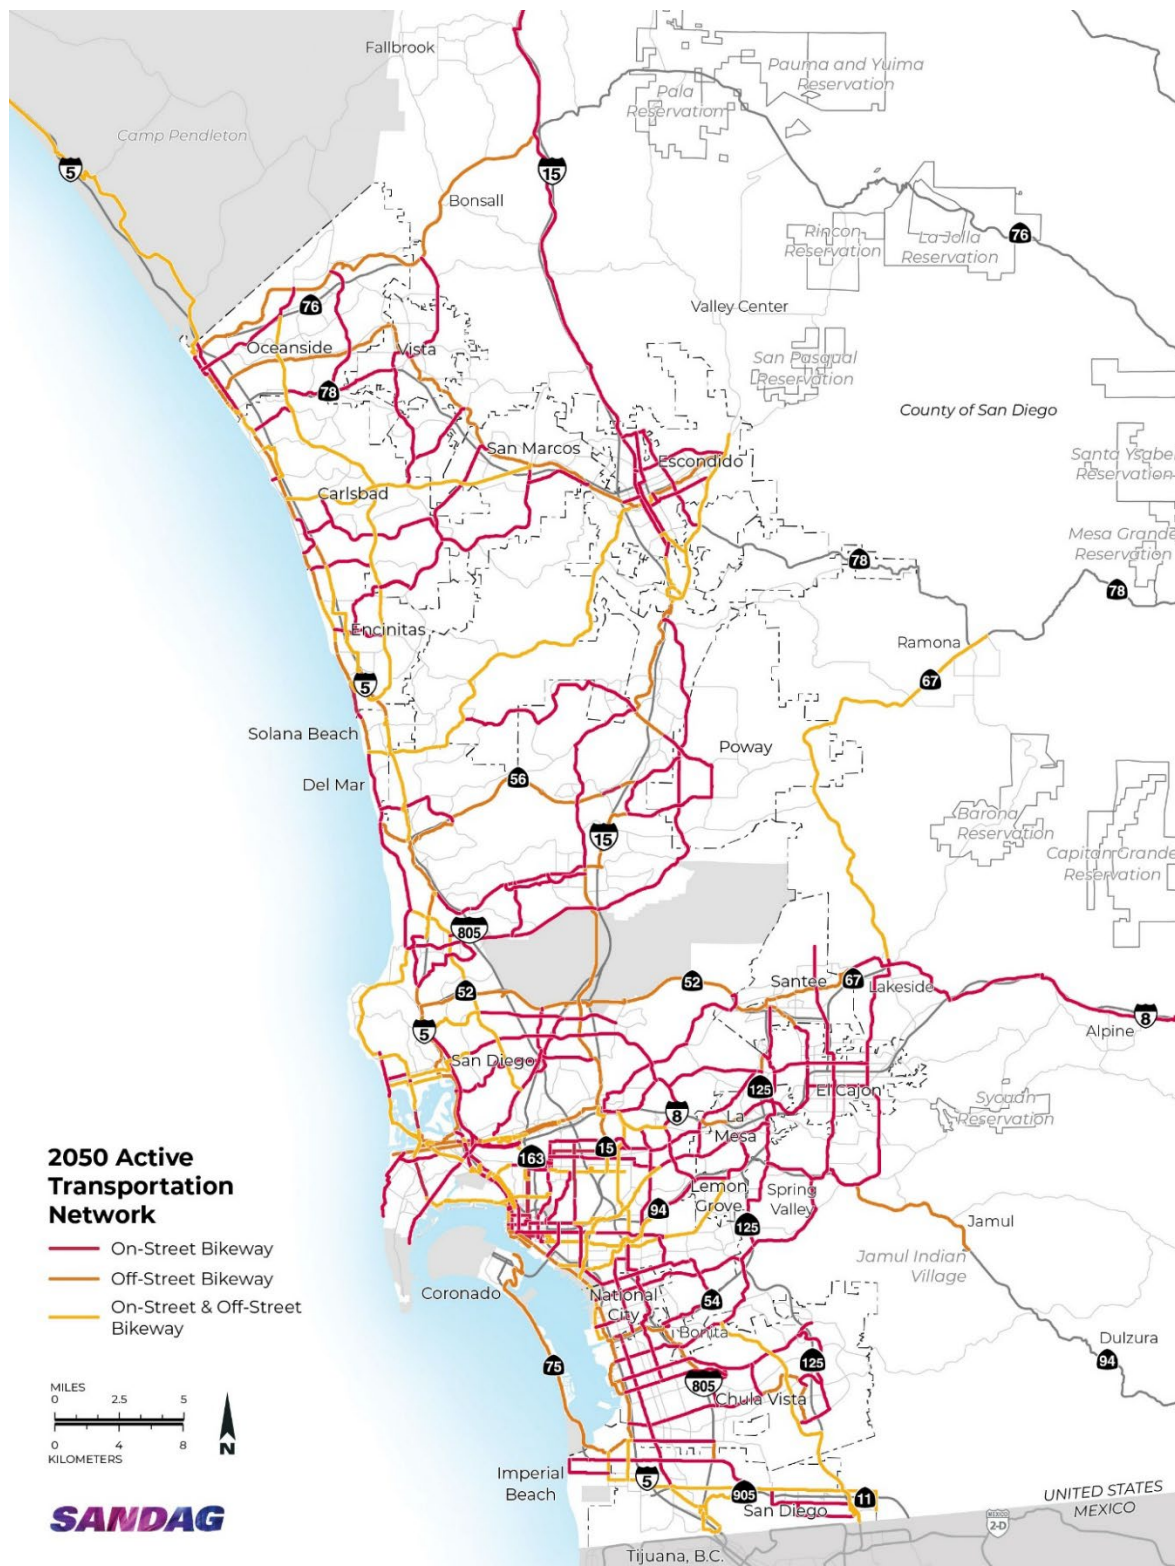 Fallbrook
Pauma and Yuima
Reservation
Pala
Reservation
Camp Pendleton
5
15
Bonsall
Rincon
Reservation
La Jolla
Reservation
76
Valley Center
76
Oceanside
Vista
San Pasqual
Reservation
78
County of San Diego
San Marcos
Escondido
Santa Ysabel
Reservation
Carlsbad
Mesa Grande
Reservation
78
78
Encinitas
Ramona
5
67
Solana Beach
Poway
Del Mar
56
15
Barona
Reservation
Capitan Grande
Reservation
805
52
52
Santee
67
Lakeside
5
8
Alpine
San Diego
125
El Cajon
Sycuan
Reservation
8
La
Mesa
2050 Active
Transportation
Network
On-Street Bikeway
Off-Street Bikeway
On-Street & Off-Street
Bikeway
163
15
Lemon
Grove
Spring
Valley
94
125
Jamul
Jamul Indian
Village
Coronado
National
City
54
Bonita
Dulzura
94
75
125
805
Chula Vista
MILES
0 2.5 5
0 4 8
KILOMETERS
N
Imperial
Beach
5
905
San Diego
11
UNITED STATES
MEXICO
MEXICO
2-D
SANDAG
Tijuana, B.C.